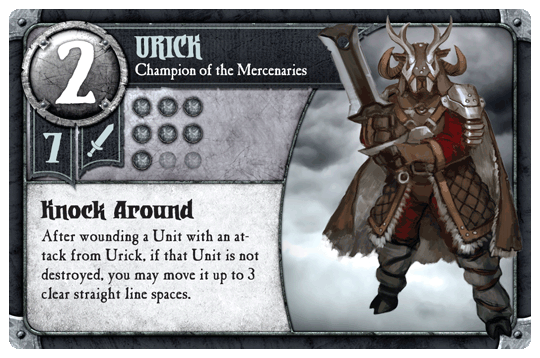 2
URICK
Champion of the Mercenaries
7
Knock Around
After wounding a Unit with an at-
tack from Urick, if that Unit is not
destroyed, you may move it up to 3
clear straight line spaces.